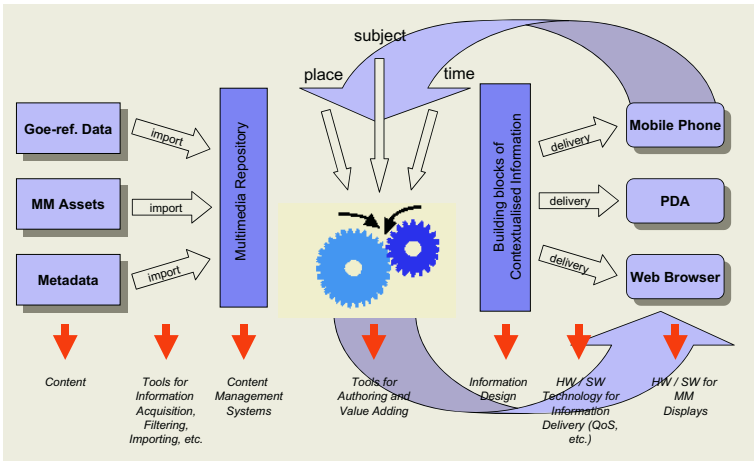 subject
place
time
Goe-ref. Data
import
MM Assets
import
Metadata
import
Multimedia Repository
Building blocks of
Contextualised Information
delivery
Mobile Phone
delivery
PDA
delivery
Web Browser
Content
Tools for
Information
Acquisition,
Filtering,
Importing, etc.
Content
Management
Systems
Tools for
Authoring and
Value Adding
Information
Design
HW / SW
Technology for
Information
Delivery (QoS,
etc.)
HW / SW for
MM
Displays